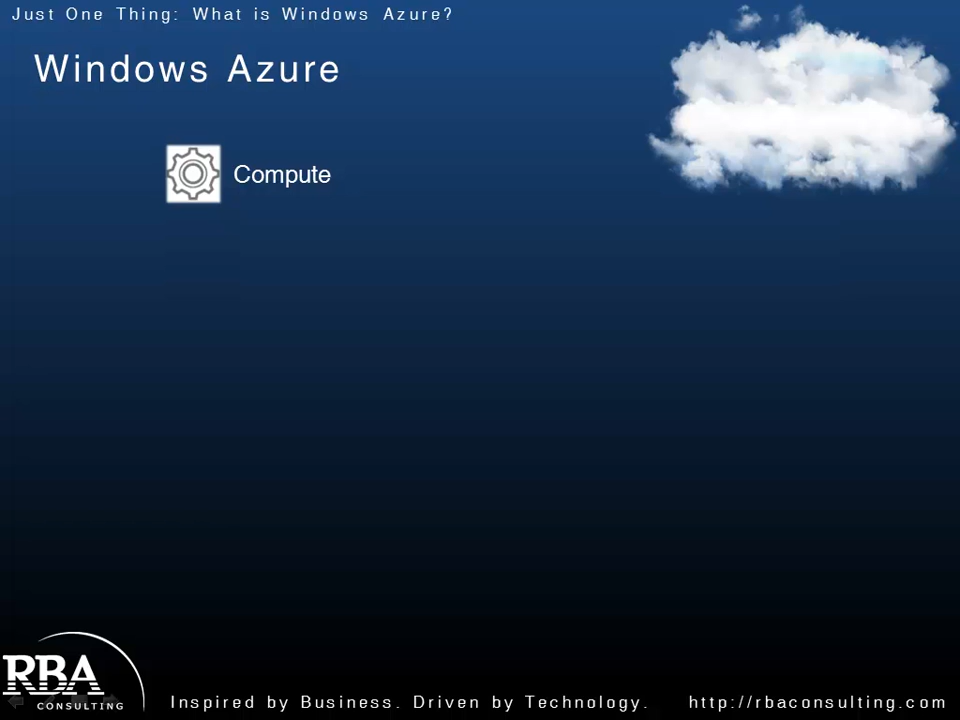 Just One Thing: What is Windows Azure?
Windows Azure
Compute
RBA
CONSULTING
Inspired by Business. Driven by Technology.
http://rbaconsulting.com